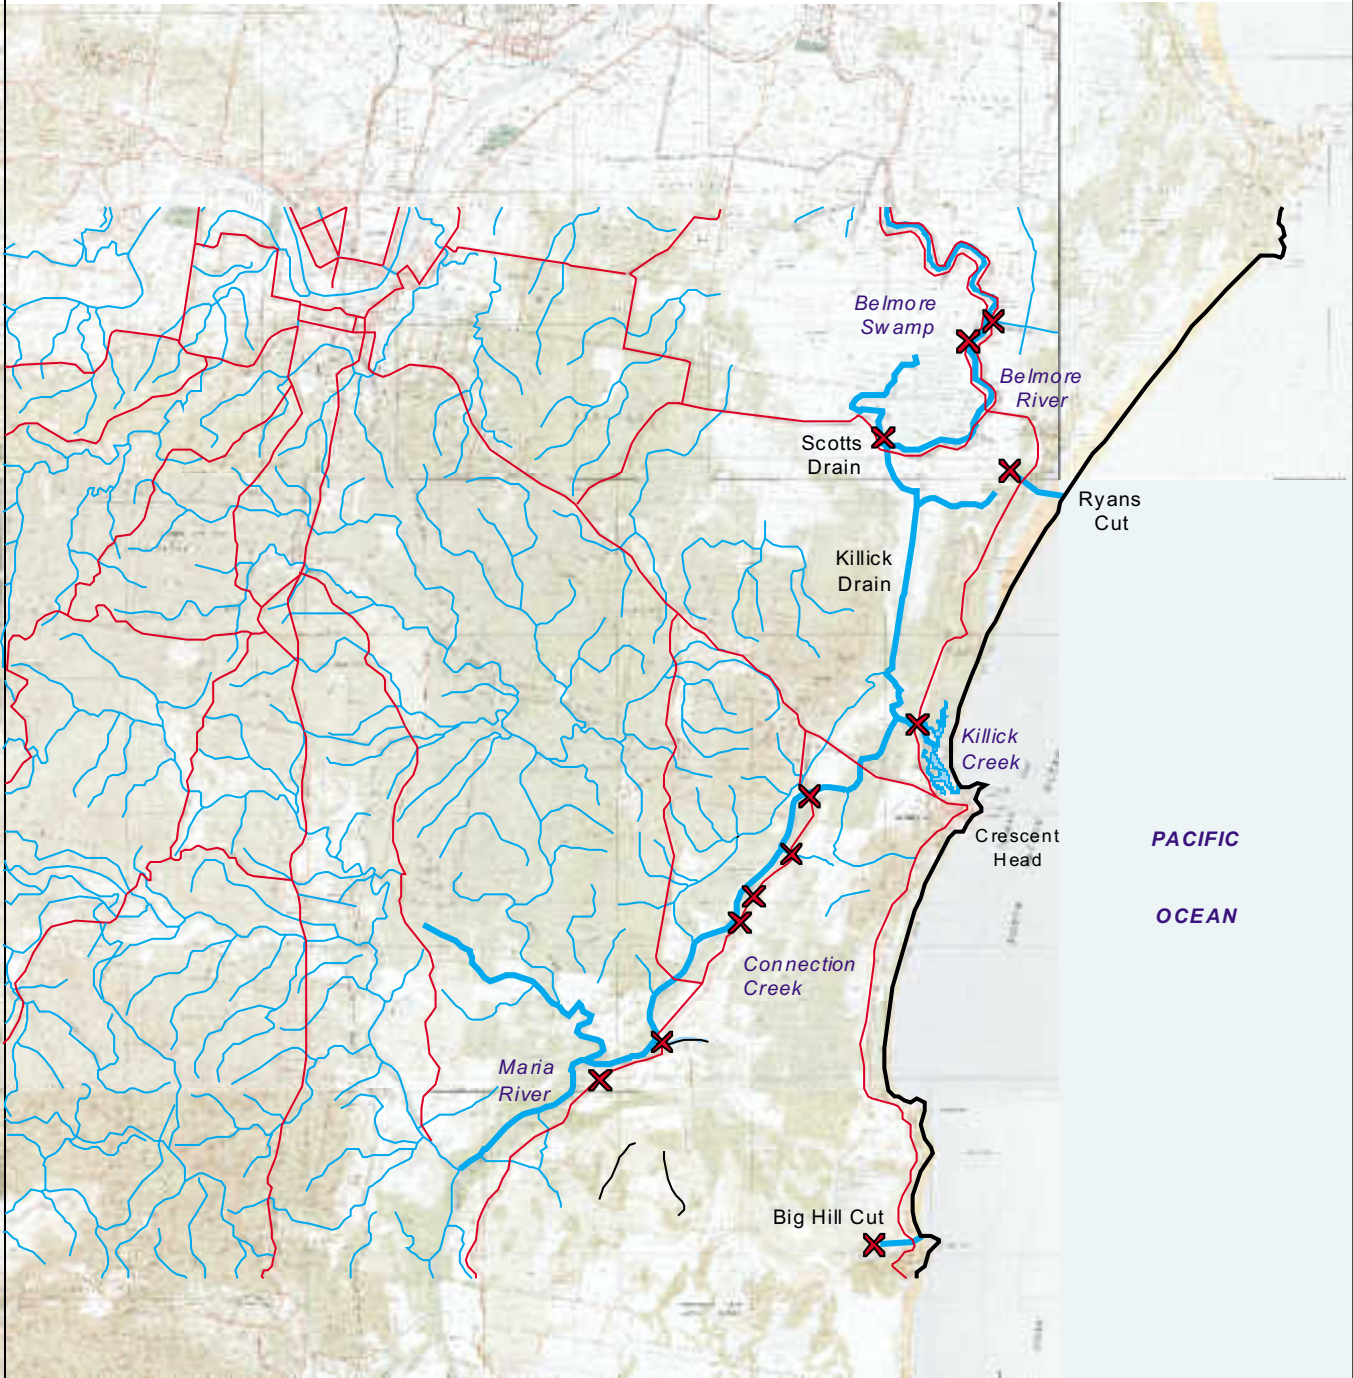 Belmore
Swamp
Belmore
River
Scotts
Drain
Ryans
Cut
Killick
Drain
Killick
Creek
Crescent
Head
PACIFIC
OCEAN
Connection
Creek
Maria
River
Big Hill Cut